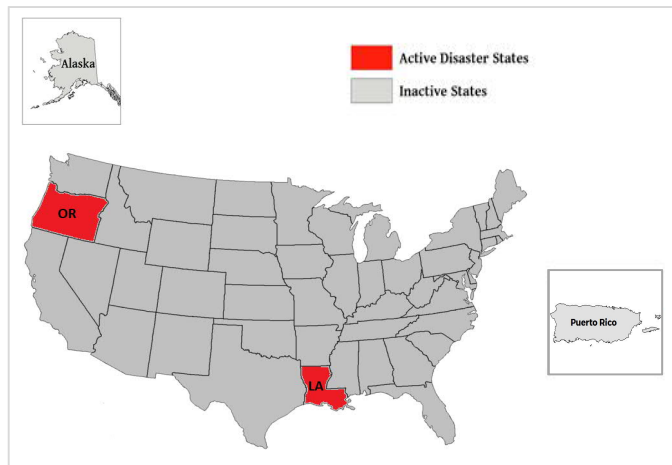 Alaska
Active Disaster States
Inactive States
OR
Puerto Rico
LA